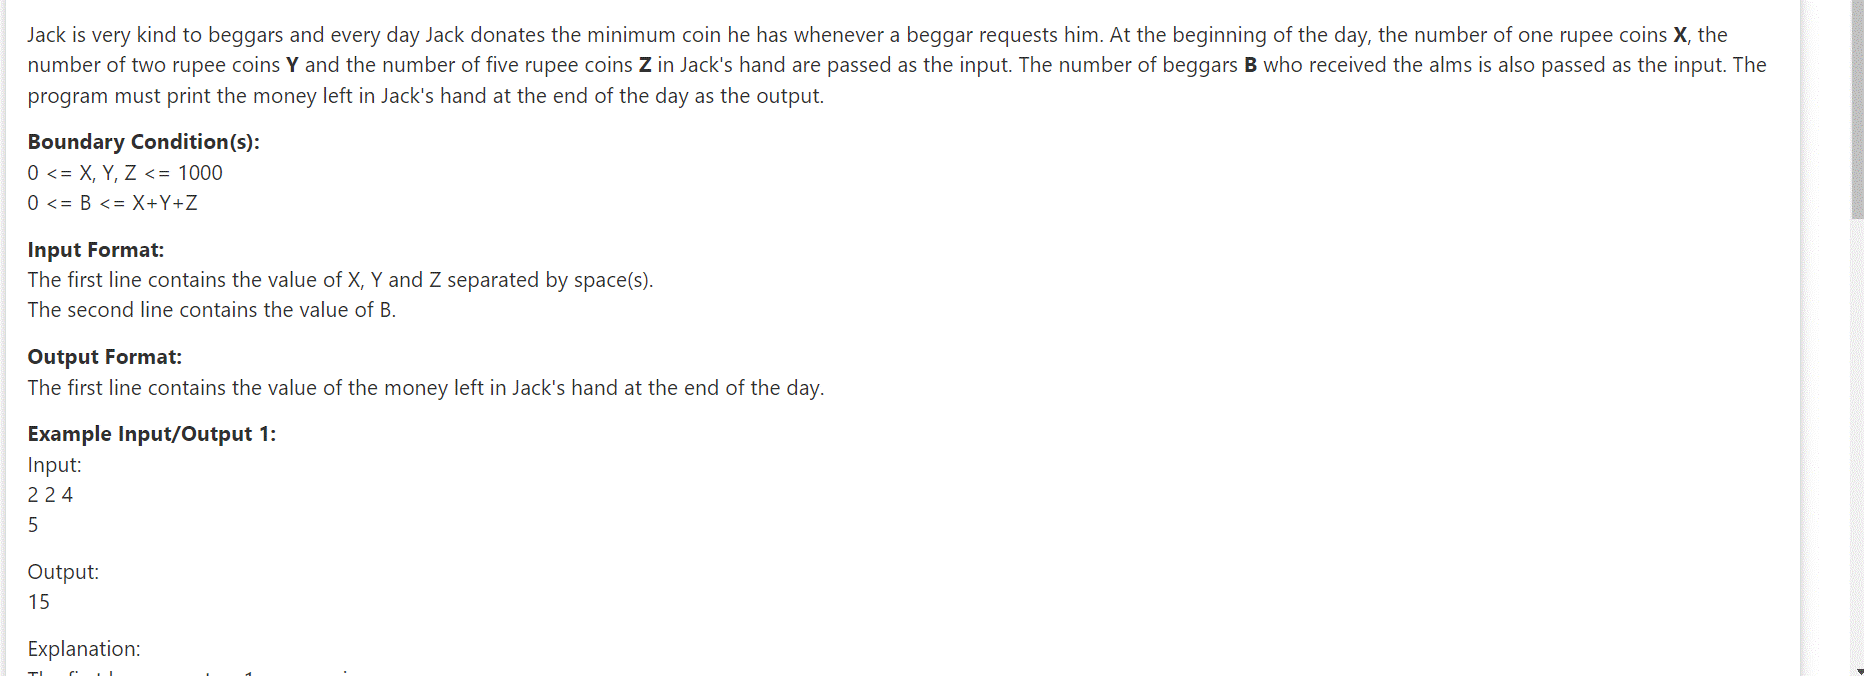 Jack is very kind to beggars and every day Jack donates the minimum coin he has whenever a beggar requests him. At the beginning of the day, the number of one rupee coins X, the
number of two rupee coins Y and the number of five rupee coins Z in Jack's hand are passed as the input. The number of beggars B who received the alms is also passed as the input. The
program must print the money left in Jack's hand at the end of the day as the output.
Boundary Condition(s):
0 <= X, Y, Z <= 1000
0 <= B <= X+Y+Z
Input Format:
The first line contains the value of X, Y and Z separated by space(s).
The second line contains the value of B.
Output Format:
The first line contains the value of the money left in Jack's hand at the end of the day.
Example Input/Output 1:
Input:
2 2 4
5
Output:
15
Explanation: